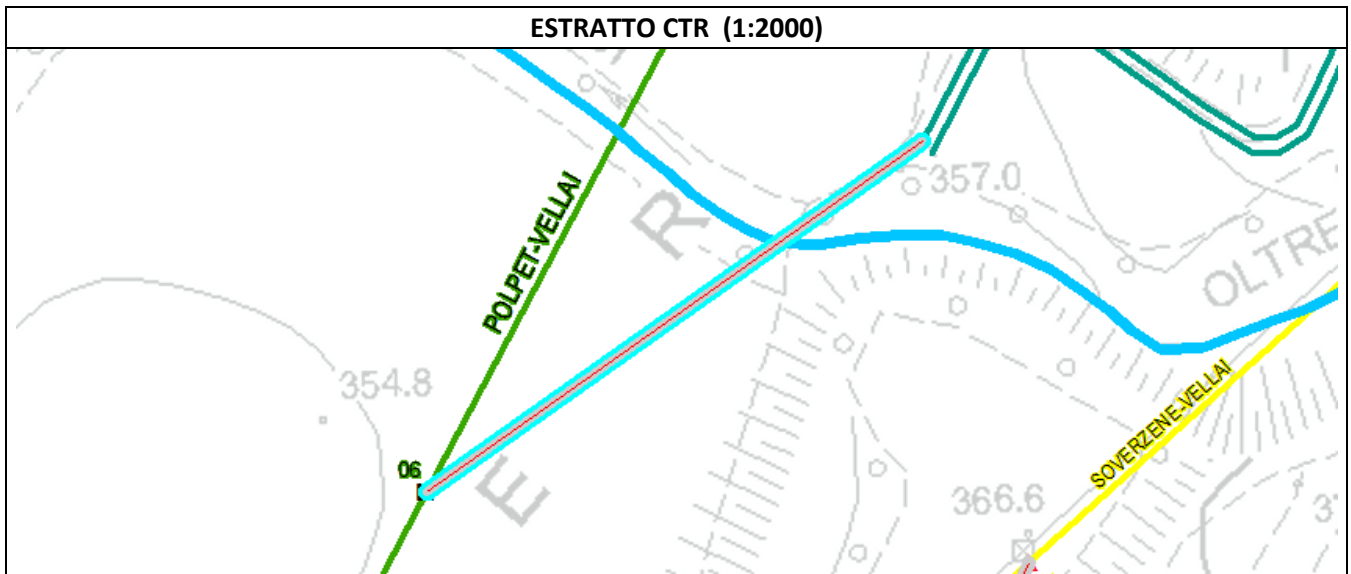 ESTRATTO CTR (1:2000)
POLPET-VELLAI
R
357.0
OLTRE
354.8
06
E
SOVERZENE-VELLAI
366.6